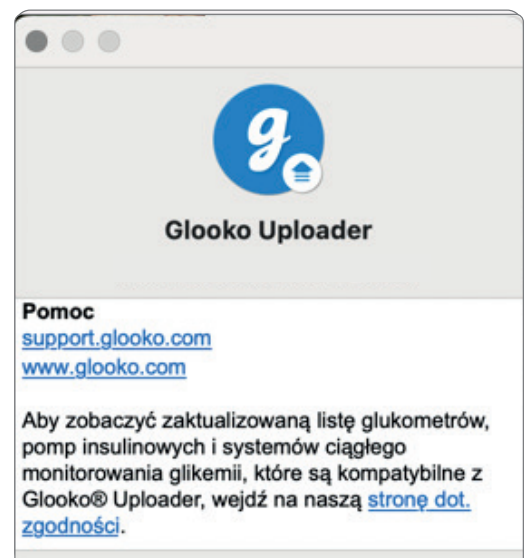 g
Glooko Uploader
Pomoc
support.glooko.com
www.glooko.com
Aby zobaczyć zaktualizowaną listę glukometrów,
pomp insulinowych i systemów ciągłego
monitorowania glikemii, które są kompatybilne z
Glooko® Uploader, wejdź na naszą stronę dot.
zgodności.